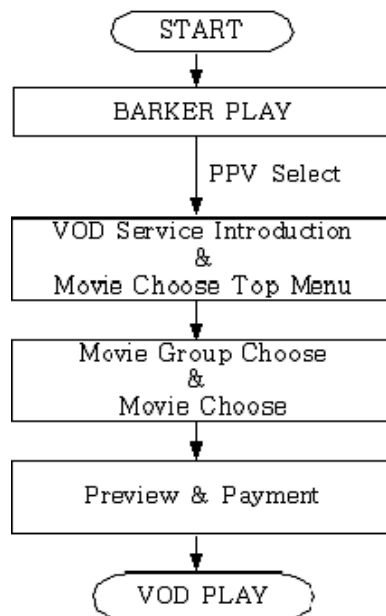 START
BARKER PLAY
PPV Select
VOD Service Introduction
&
Movie Choose Top Menu
Movie Group Choose
&
Movie Choose
Preview & Payment
VOD PLAY